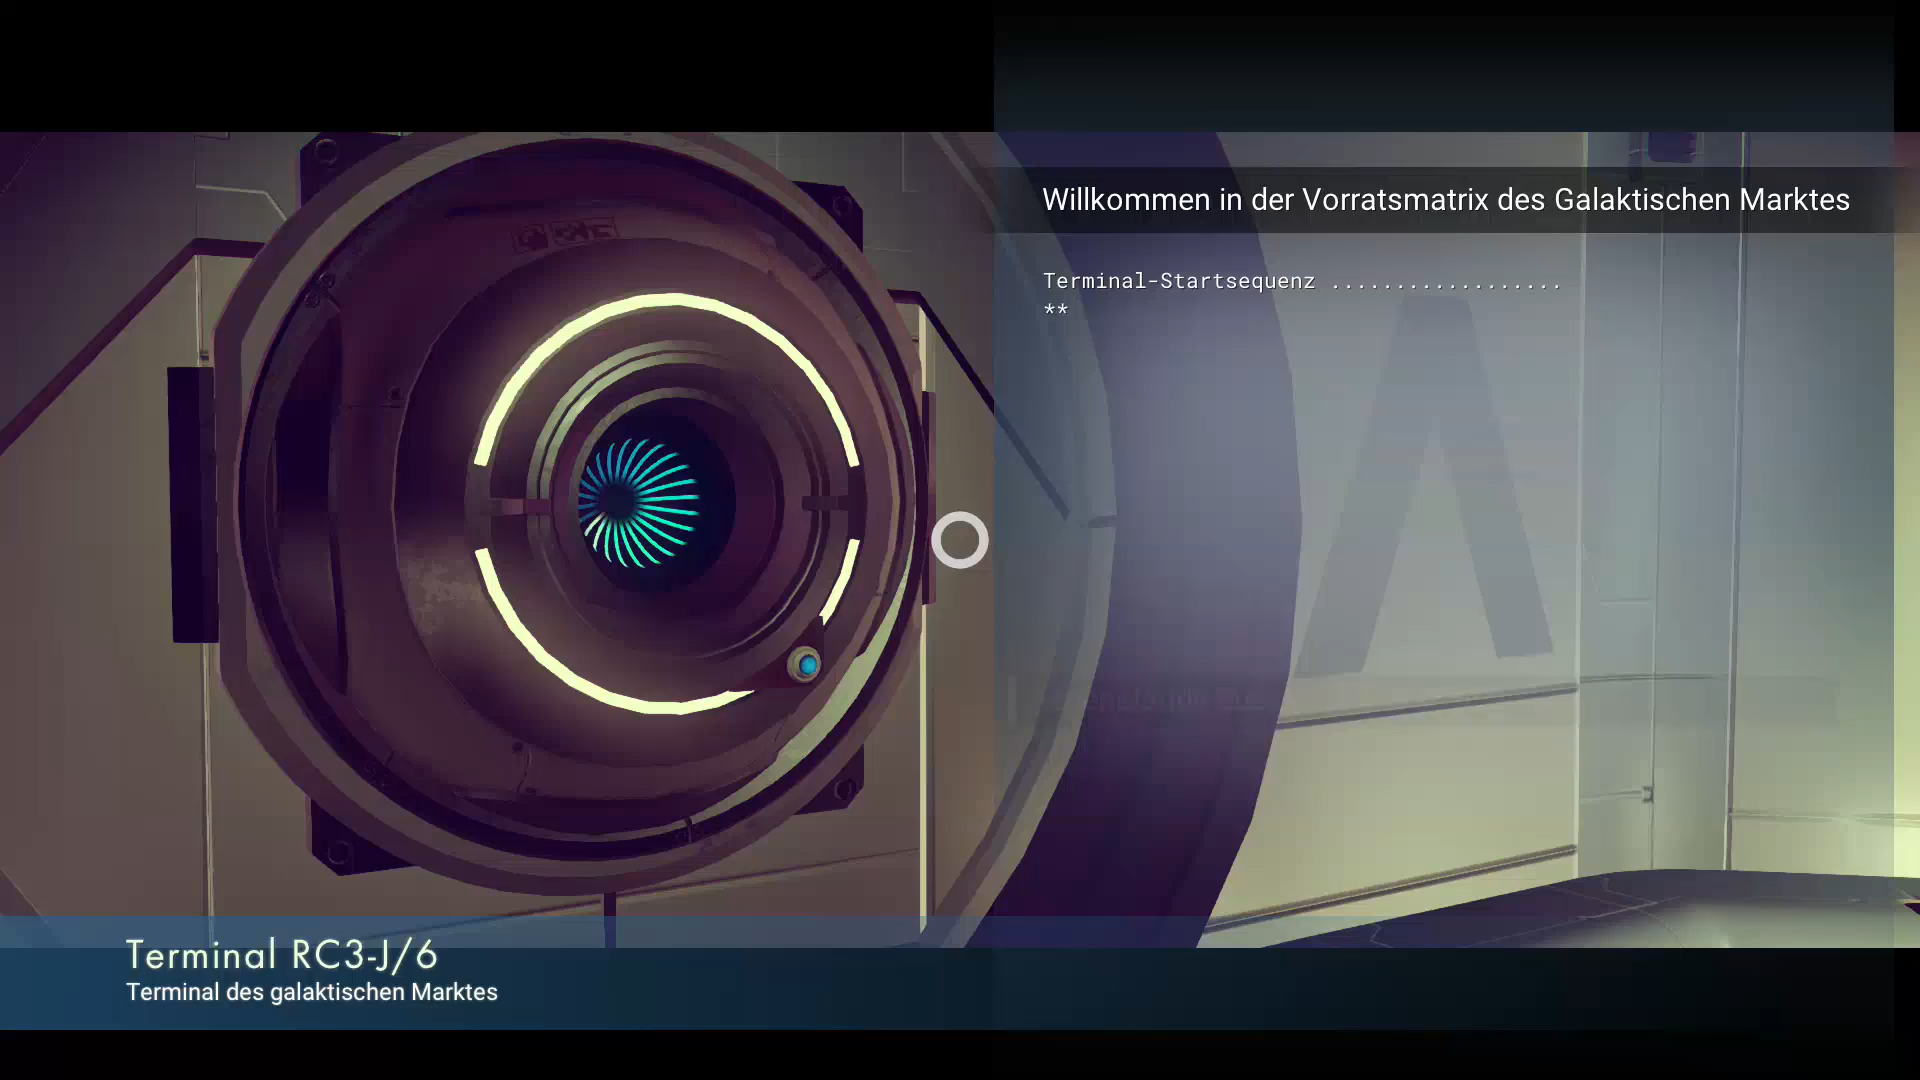 Willkommen in der Vorratsmatrix des Galaktischen Marktes
Terminal-Startsequenz ..................
**
Terminal RC3-J/6
Terminal des galaktischen Marktes